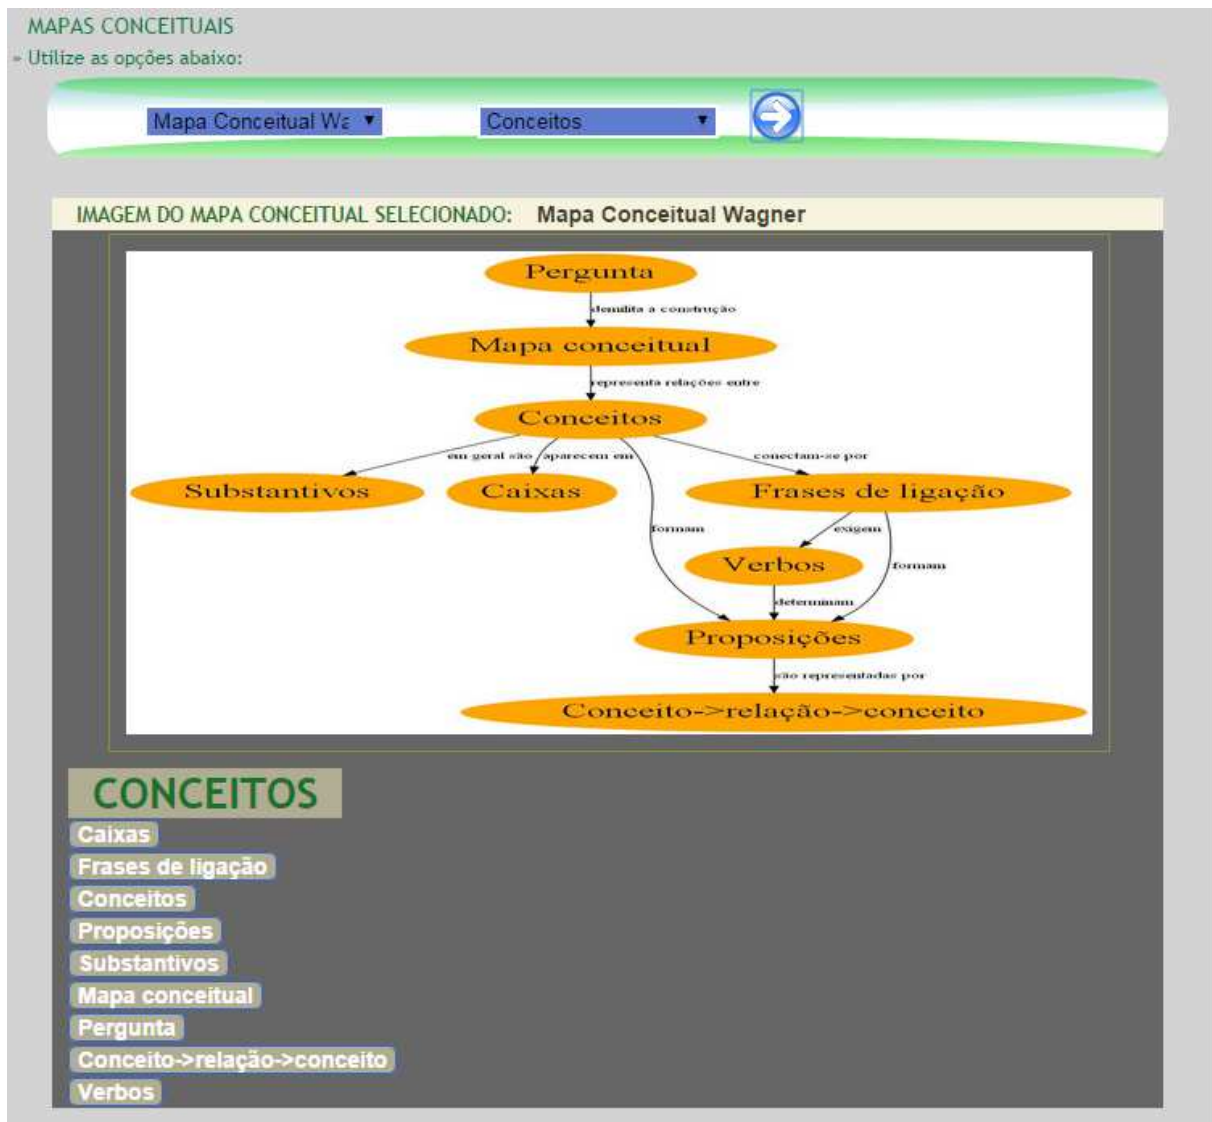 MAPAS CONCEITUAIS
» Utilize as opções abaixo:
Mapa Conceitual Wa
Conceitos
IMAGEM DO MAPA CONCEITUAL SELECIONADO: Mapa Conceitual Wagner
Pergunta
demilita a construção
Mapa conceitual
representa relações entre
Conceitos
em geral são aparecem em conectam-se por
Substantivos Caixas Frases de ligação
formam exigem
Verbos formam
determinam
Proposições
são representadas por
Conceito->relação->conceito
CONCEITOS
Caixas
Frases de ligação
Conceitos
Proposições
Substantivos
Mapa conceitual
Pergunta
Conceito->relação->conceito
Verbos